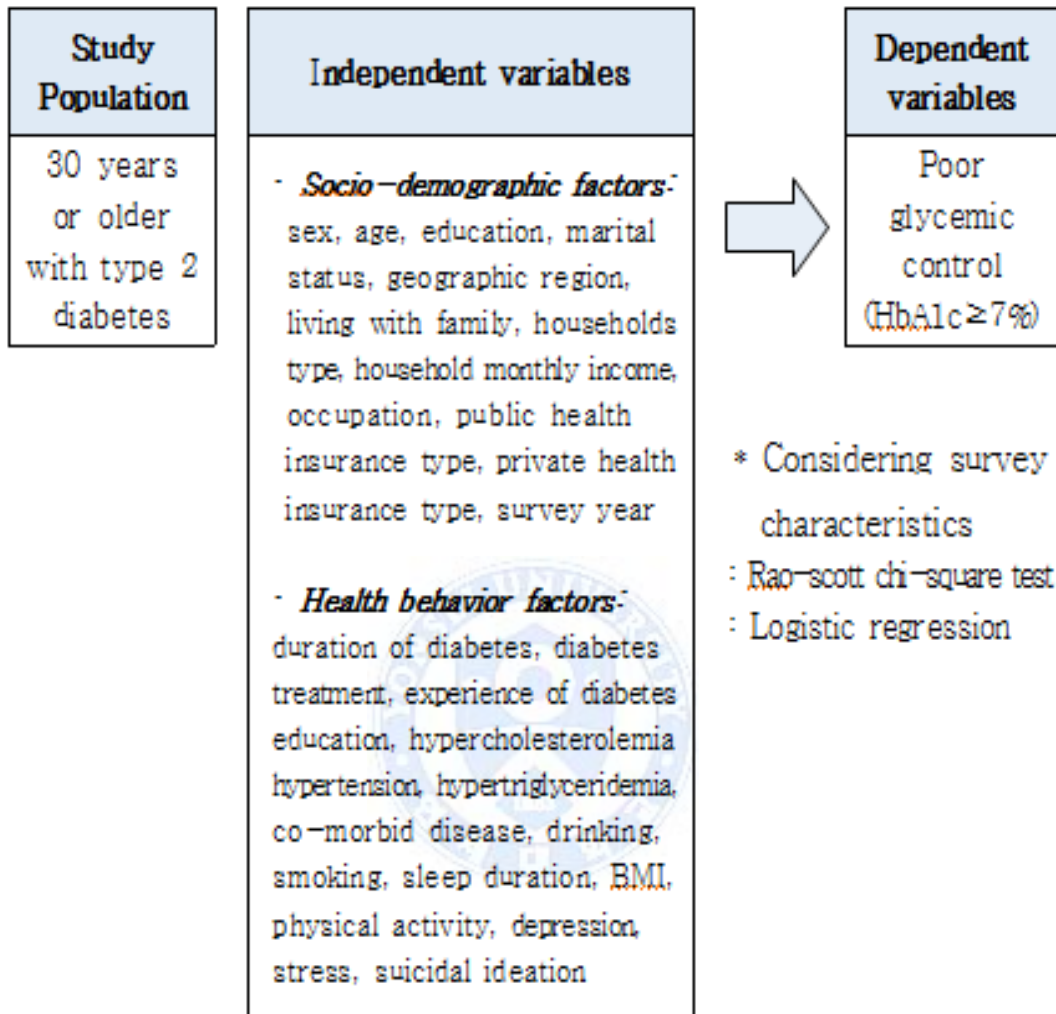 Study
Population
30 years
or older
with type 2
diabetes
Independent variables
- Socio-demographic factors:
sex, age, education, marital
status, geographic region,
living with family, households
type, household monthly income,
occupation, public health
insurance type, private health
insurance type, survey year
- Health behavior factors:
duration of diabetes, diabetes
treatment, experience of diabetes
education, hypercholesterolemia
hypertension, hypertriglyceridemia,
co-morbid disease, drinking,
smoking, sleep duration, BMI,
physical activity, depression,
stress, suicidal ideation
Dependent
variables
Poor
glycemic
control
(HbA1c≥7%)
* Considering survey
characteristics
: Rao-scott chi-square test
: Logistic regression